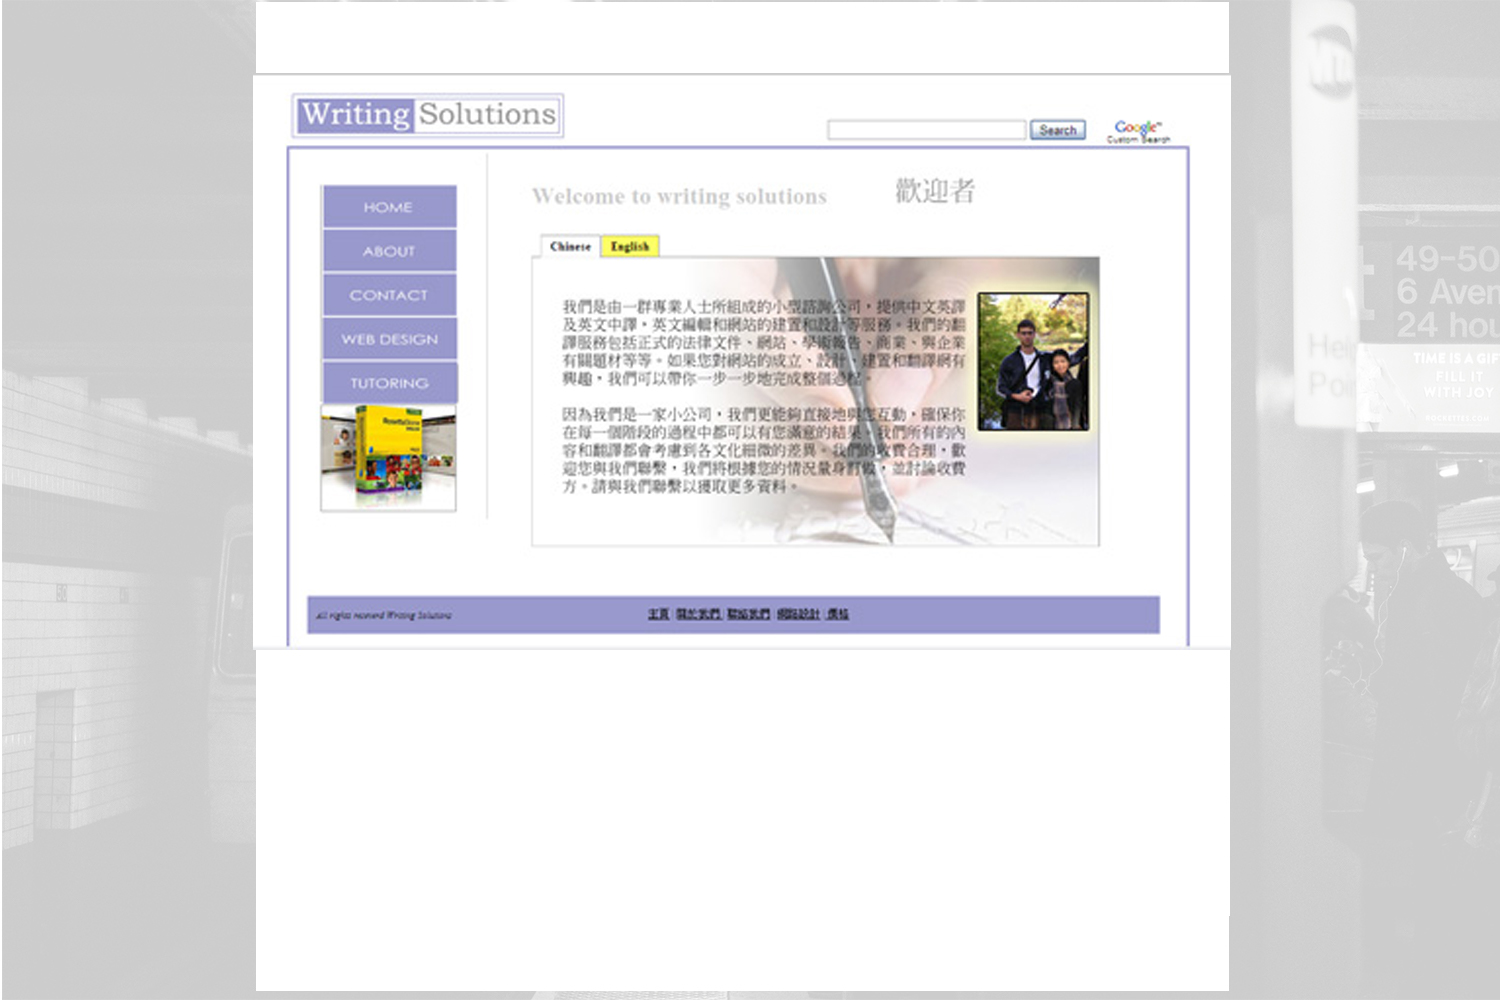 Writing Solutions
Search
Google™
Custom Search
HOME
ABOUT
CONTACT
WEB DESIGN
TUTORING
Welcome to writing solutions
歡迎者
Chinese
English
我們是由一群專業人士所組成的小型諮詢公司，提供中文英譯
及英文中譯，英文編輯和網站的建置和設計等服務。我們的翻
譯服務包括正式的法律文件、網站、學術報告、商業、與企業
有關題材等等。如果您對網站的成立、設計、建置和翻譯網有
興趣，我們可以帶你一步一步地完成整個過程。
因為我們是一家小公司，我們更能夠直接地與您互動，確保你
在每一個階段的過程中都可以有您滿意的結果。我們所有的內
容和翻譯都會考慮到各文化細微的差異。我們的收費合理，歡
迎您與我們聯繫，我們將根據您的情況量身訂做，並討論收費
方。請與我們聯繫以獲取更多資料。
All rights reserved Writing Solutions
主頁 | 關於我們 | 聯絡我們 | 網路設計 | 價格
49-50
6 Aven
24 hou
TIME IS A GIF
FILL IT
WITH JOY
ROCKETTES.COM